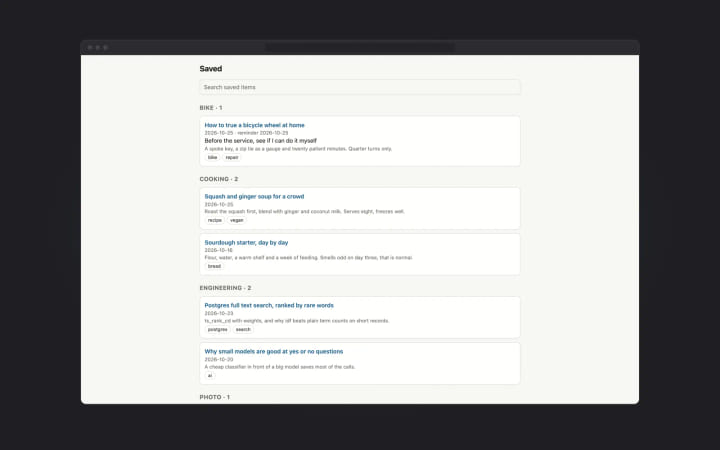 Saved
Search saved items
BIKE · 1
How to true a bicycle wheel at home
2026-10-25 · reminder 2026-10-29
Before the service, see if I can do it myself
A spoke key, a zip tie as a gauge and twenty patient minutes. Quarter turns only.
bike repair
COOKING · 2
Squash and ginger soup for a crowd
2026-10-25
Roast the squash first, blend with ginger and coconut milk. Serves eight, freezes well.
recipe vegan
Sourdough starter, day by day
2026-10-16
Flour, water, a warm shelf and a week of feeding. Smells odd on day three, that is normal.
bread
ENGINEERING · 2
Postgres full text search, ranked by rare words
2026-10-23
ts_rank_cd with weights, and why idf beats plain term counts on short records.
postgres search
Why small models are good at yes or no questions
2026-10-20
A cheap classifier in front of a big model saves most of the calls.
ai
PHOTO · 1